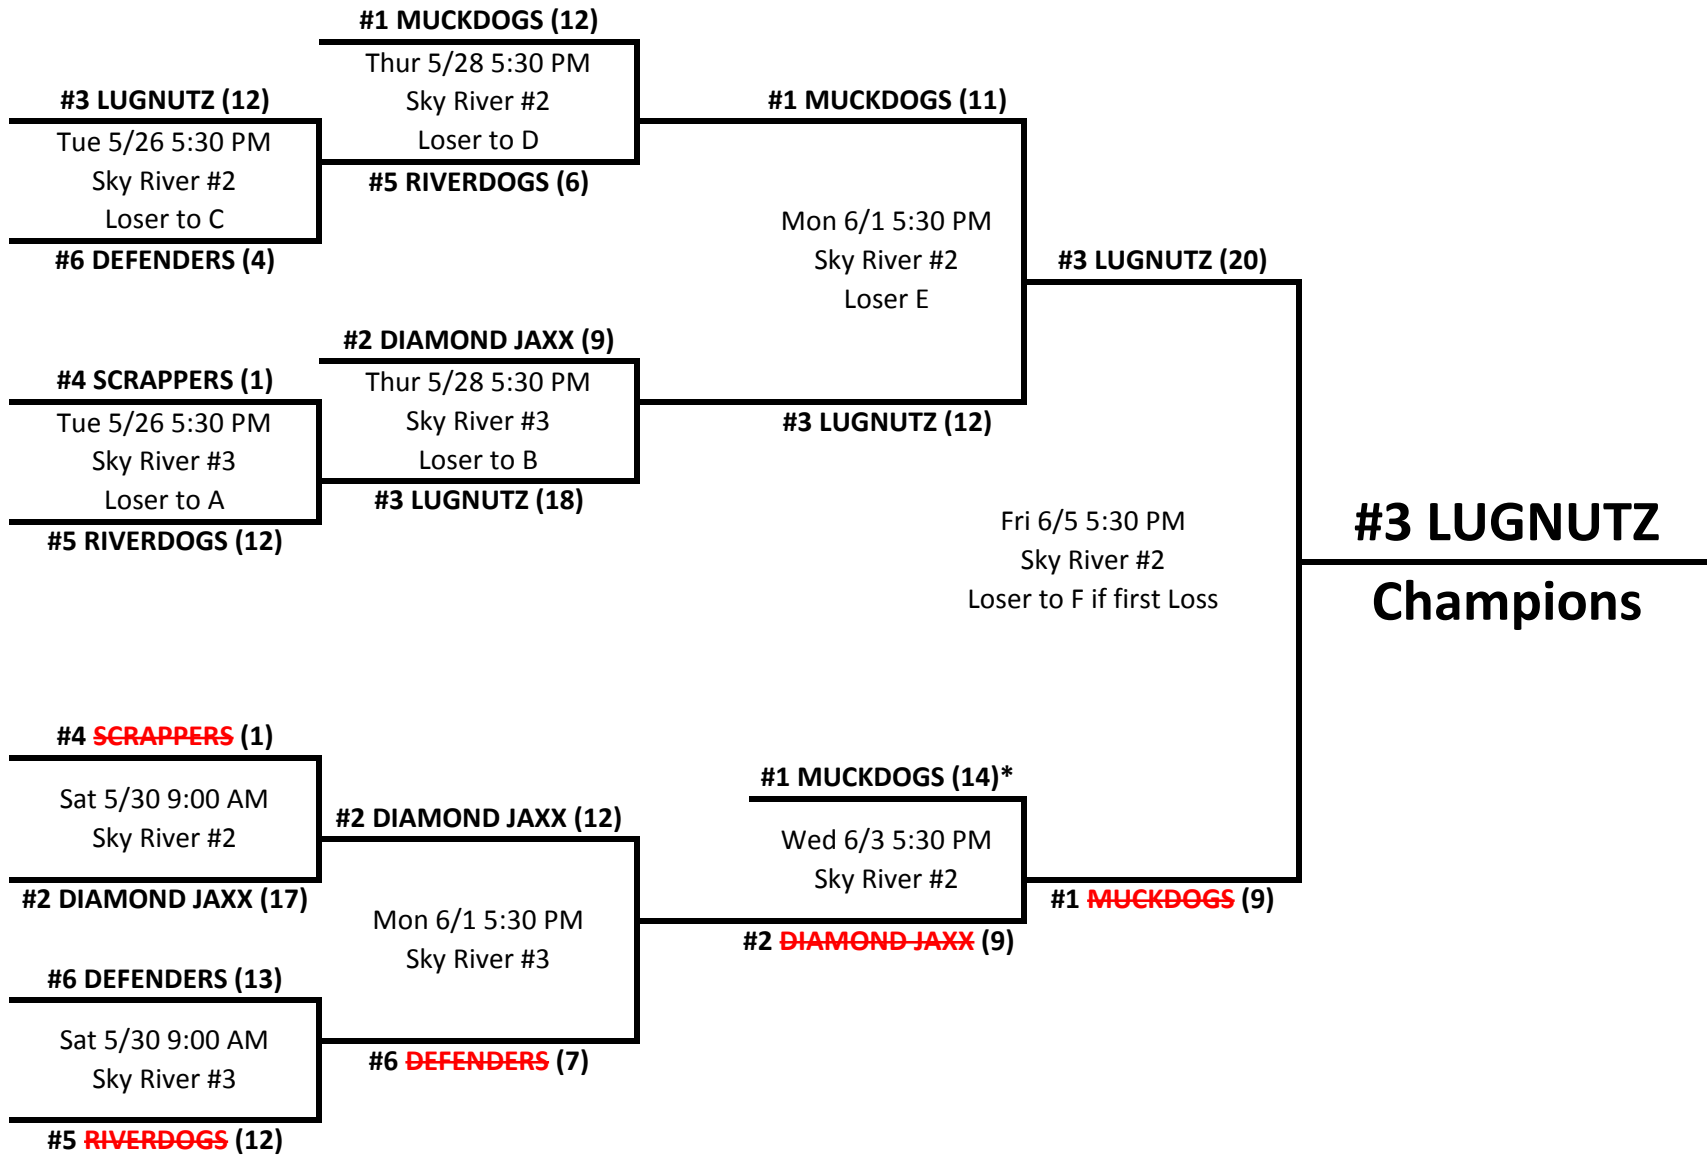 #1 MUCKDOGS (12)
Thur 5/28 5:30 PM
Sky River #2
Loser to D
#5 RIVERDOGS (6)
#3 LUGNUTZ (12)
Tue 5/26 5:30 PM
Sky River #2
Loser to C
#6 DEFENDERS (4)
#1 MUCKDOGS (11)
Mon 6/1 5:30 PM
Sky River #2
Loser E
#3 LUGNUTZ (12)
#3 LUGNUTZ (20)
#2 DIAMOND JAXX (9)
Thur 5/28 5:30 PM
Sky River #3
Loser to B
#3 LUGNUTZ (18)
#4 SCRAPPERS (1)
Tue 5/26 5:30 PM
Sky River #3
Loser to A
#5 RIVERDOGS (12)
Fri 6/5 5:30 PM
Sky River #2
Loser to F if first Loss
#3 LUGNUTZ
Champions
#4 SCRAPPERS (1)
Sat 5/30 9:00 AM
Sky River #2
#2 DIAMOND JAXX (17)
#2 DIAMOND JAXX (12)
Mon 6/1 5:30 PM
Sky River #3
#6 DEFENDERS (7)
#1 MUCKDOGS (14)*
Wed 6/3 5:30 PM
Sky River #2
#2 DIAMOND JAXX (9)
#1 MUCKDOGS (9)
#6 DEFENDERS (13)
Sat 5/30 9:00 AM
Sky River #3
#5 RIVERDOGS (12)